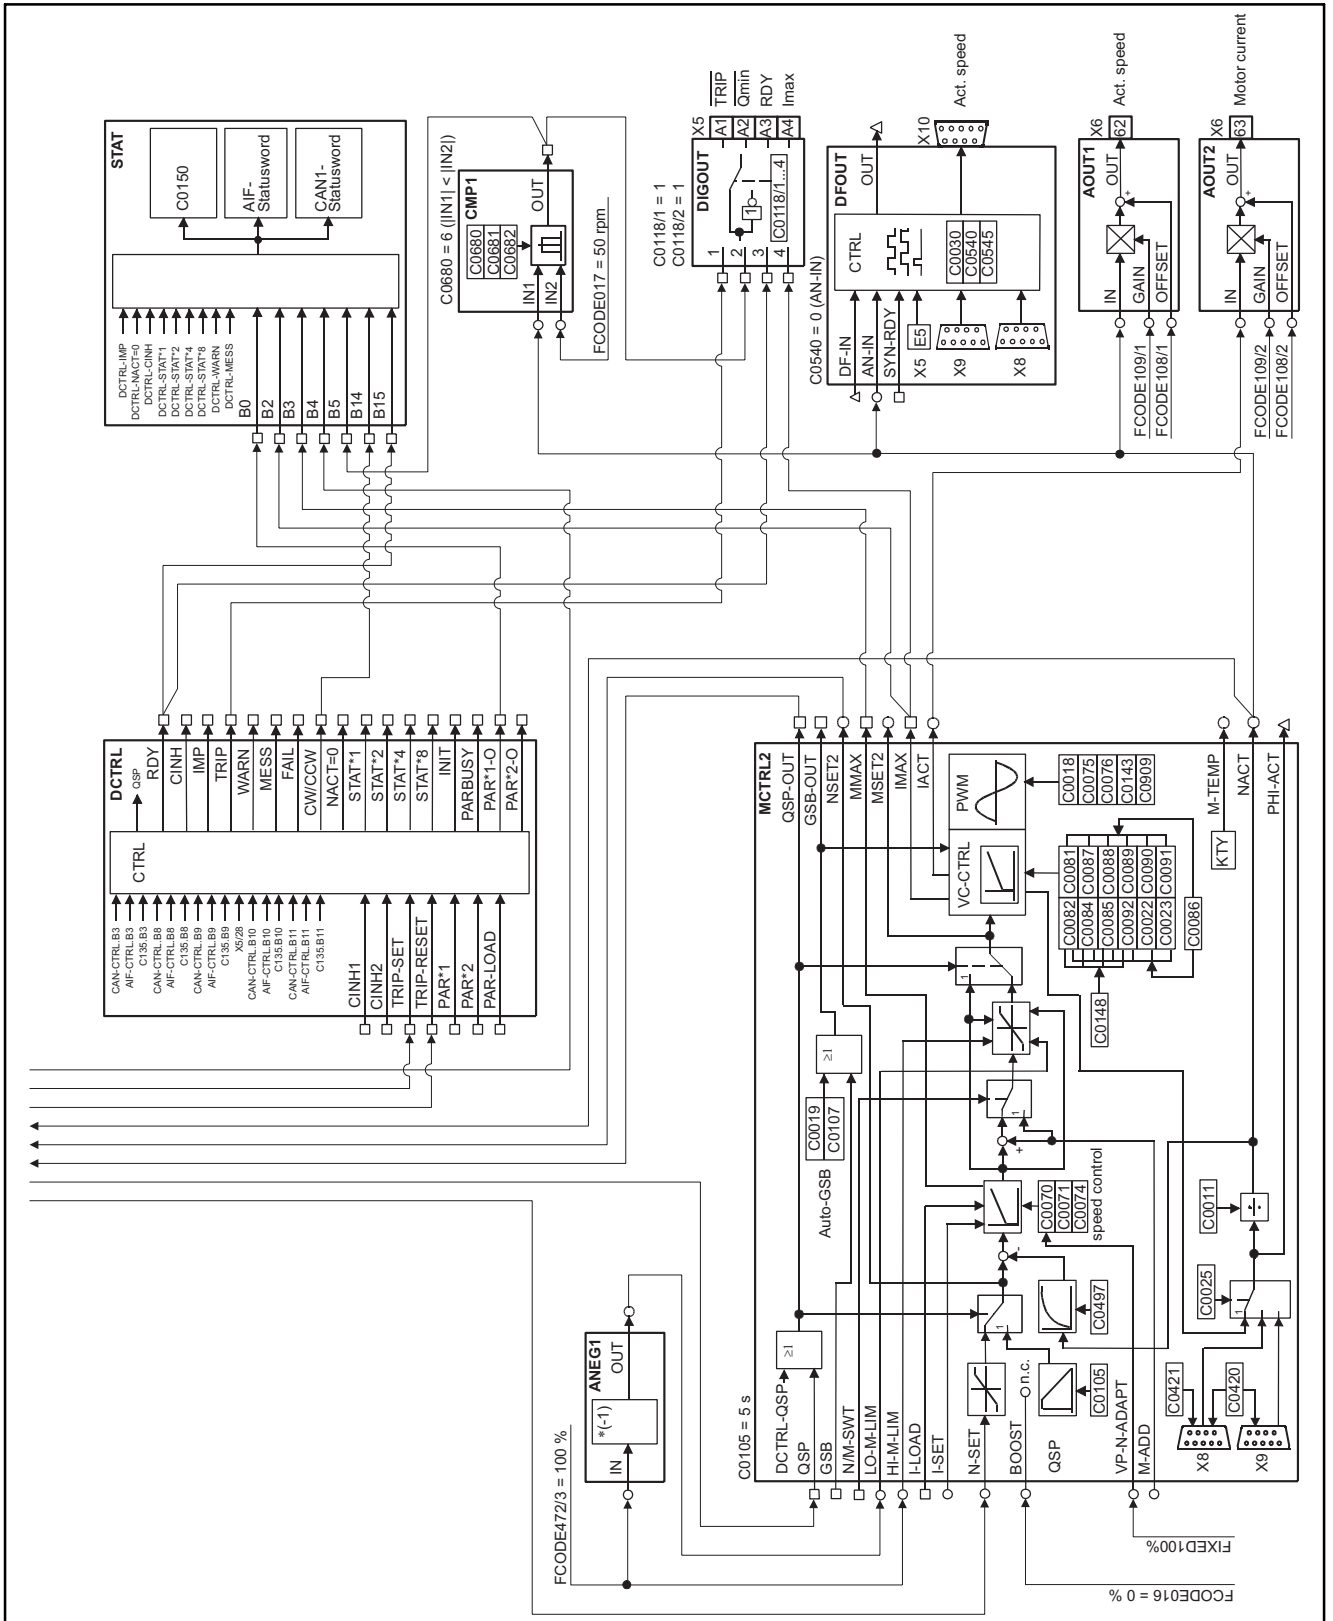 STAT
C0150
AIF-
Statusword
CAN1-
Statusword
DCTRL-IMP
DCTRL-NACT=0
DCTRL-CINH
DCTRL-STAT*1
DCTRL-STAT*2
DCTRL-STAT*4
DCTRL-STAT*8
DCTRL-WARN
DCTRL-MESS
B0
B2
B3
B4
B5
B14
B15
C0680 = 6 (|IN1| < |IN2|)
CMP1
C0680
C0681
C0682
OUT
IN1
IN2
FCODE017 = 50 rpm
C0118/1 = 1
C0118/2 = 1
DIGOUT
X5
A1
A2
A3
A4
TRIP
Qmin
RDY
Imax
1
C0118/1...4
1
2
3
4
C0540 = 0 (AN-IN)
DFOUT
OUT
X10
Act. speed
CTRL
C0030
C0540
C0545
DF-IN
AN-IN
SYN-RDY
X5
E5
X9
X8
AOUT1
X6
62
Act. speed
OUT
+
IN
GAIN
OFFSET
FCODE109/1
FCODE108/1
AOUT2
X6
63
Motor current
OUT
+
IN
GAIN
OFFSET
FCODE109/2
FCODE108/2
DCTRL
QSP
RDY
CINH
IMP
TRIP
WARN
MESS
FAIL
CW/CCW
NACT=0
STAT*1
STAT*2
STAT*4
STAT*8
INIT
PARBUSY
PAR*1-O
PAR*2-O
CTRL
CAN-CTRL.B3
AIF-CTRL.B3
C135.B3
CAN-CTRL.B8
AIF-CTRL.B8
C135.B8
CAN-CTRL.B9
AIF-CTRL.B9
C135.B9
X5/28
CAN-CTRL.B10
AIF-CTRL.B10
C135.B10
CAN-CTRL.B11
AIF-CTRL.B11
C135.B11
CINH1
CINH2
TRIP-SET
TRIP-RESET
PAR*1
PAR*2
PAR-LOAD
MCTRL2
QSP-OUT
GSB-OUT
NSET2
MMAX
MSET2
IMAX
IACT
M-TEMP
NACT
PHI-ACT
PWM
VC-CTRL
C0018
C0075
C0076
C0143
C0909
C0081
C0087
C0088
C0089
C0090
C0091
C0082
C0084
C0085
C0092
C0022
C0023
C0086
C0148
KTY
≥1
C0019
C0107
Auto-GSB
1
1
+
C0070
C0071
C0074
speed control
-
1
C0497
C0105
≥1
C0011
C0025
1
C0421
C0420
X8
X9
C0105 = 5 s
DCTRL-QSP
QSP
GSB
N/M-SWT
LO-M-LIM
HI-M-LIM
I-LOAD
I-SET
N-SET
BOOST
n.c.
QSP
VP-N-ADAPT
M-ADD
FIXED100%
FCODE016 = 0 %
ANEG1
OUT
*(-1)
IN
FCODE472/3 = 100 %